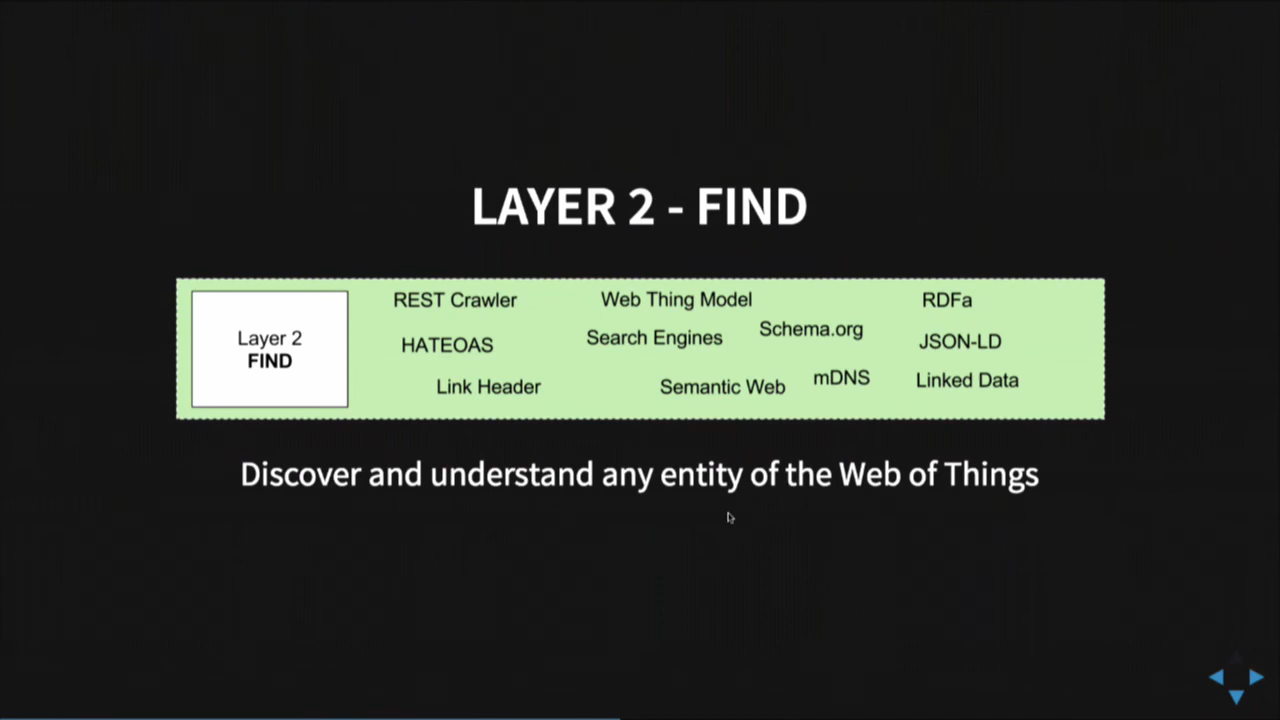 LAYER 2 - FIND
Layer 2
FIND
REST Crawler
HATEOAS
Link Header
Web Thing Model
Search Engines
Schema.org
Semantic Web
mDNS
RDFa
JSON-LD
Linked Data
Discover and understand any entity of the Web of Things